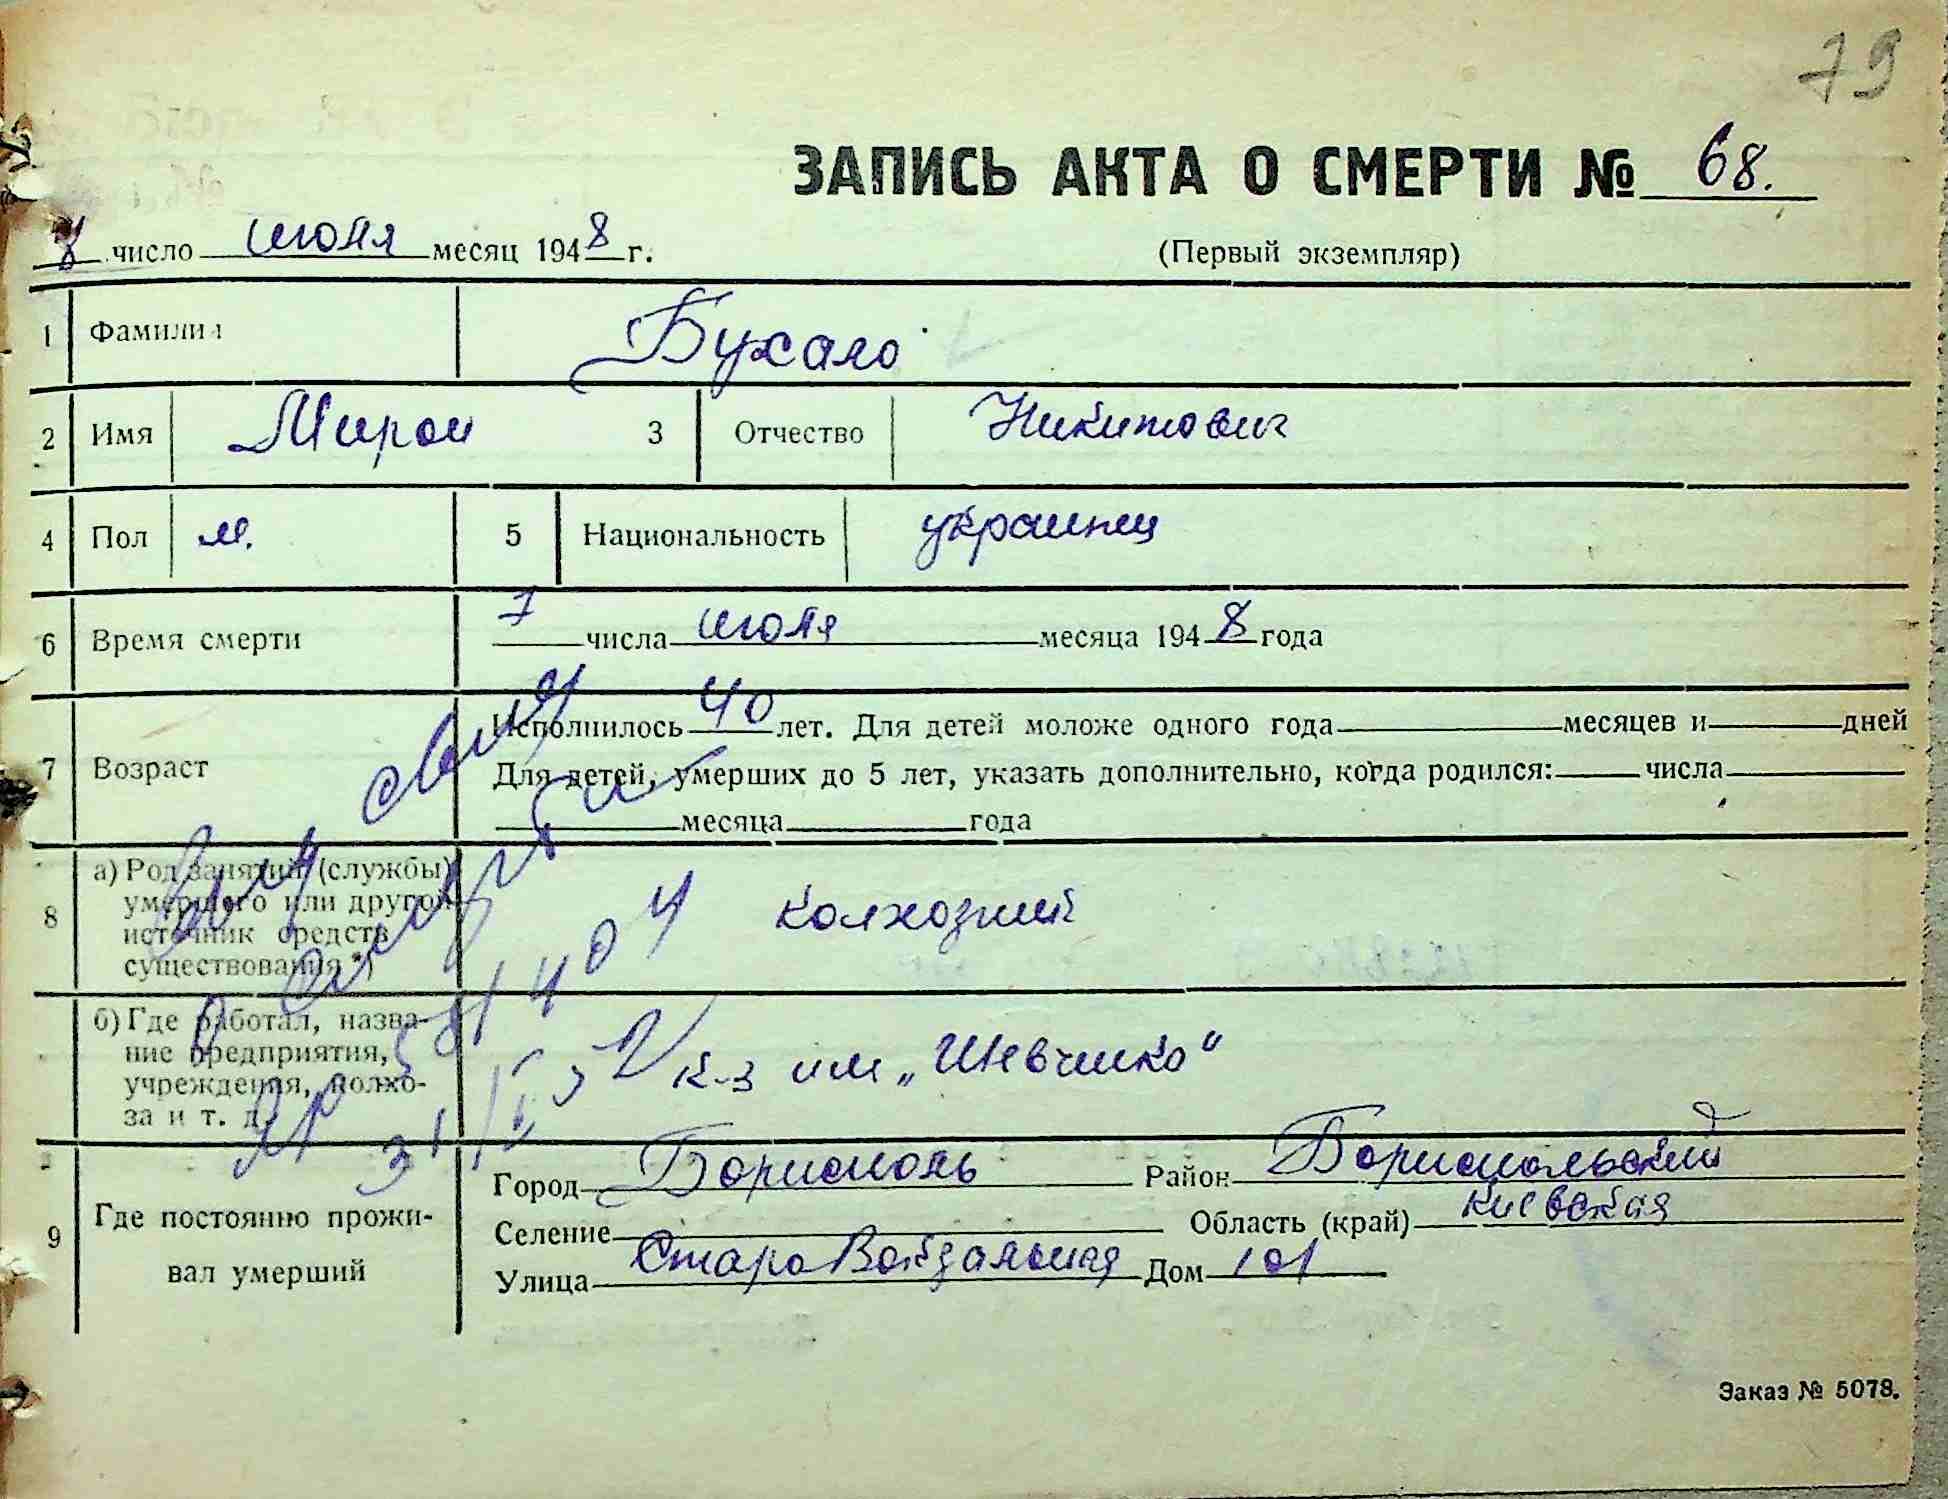 79
ЗАПИСЬ АКТА О СМЕРТИ № 68.
8 число июля месяц 1948 г.
(Первый экземпляр)
1 Фамилия Бухало
2 Имя Мирон 3 Отчество Никитович
4 Пол м. 5 Национальность украинец
6 Время смерти 7 числа июля месяца 1948 года
7 Возраст Исполнилось 40 лет. Для детей моложе одного года месяцев и дней
Для детей, умерших до 5 лет, указать дополнительно, когда родился: числа
месяца года
8 а) Род занятий (службы) умершего или другой источник средств существования *) колхозник
б) Где работал, название предприятия, учреждения, колхоза и т. д. к-з им „Шевченко"
9 Где постоянно проживал умерший
Город Борисполь Район Бориспольский
Селение Область (край) Киевская
Улица Старо Вокзальная Дом 101
Заказ № 5078.